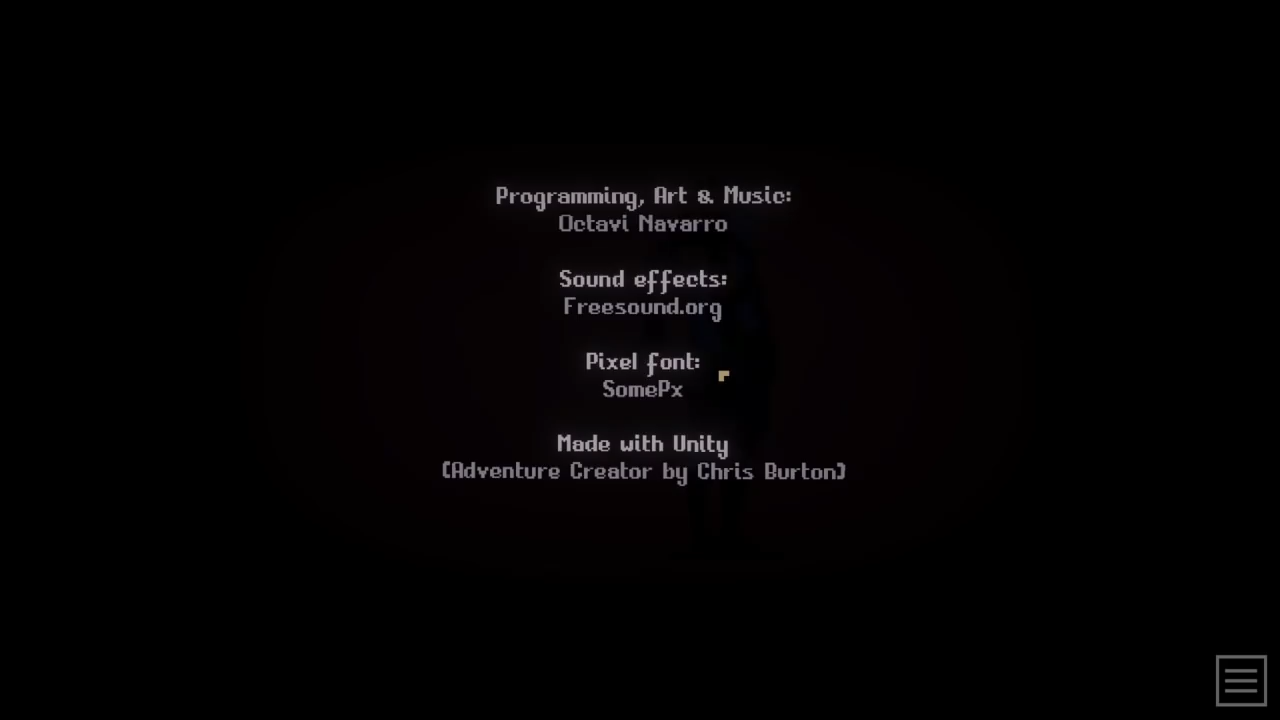 Programming, Art & Music:
Octavi Navarro
Sound effects:
Freesound.org
Pixel font:
SomePx
Made with Unity
(Adventure Creator by Chris Burton)